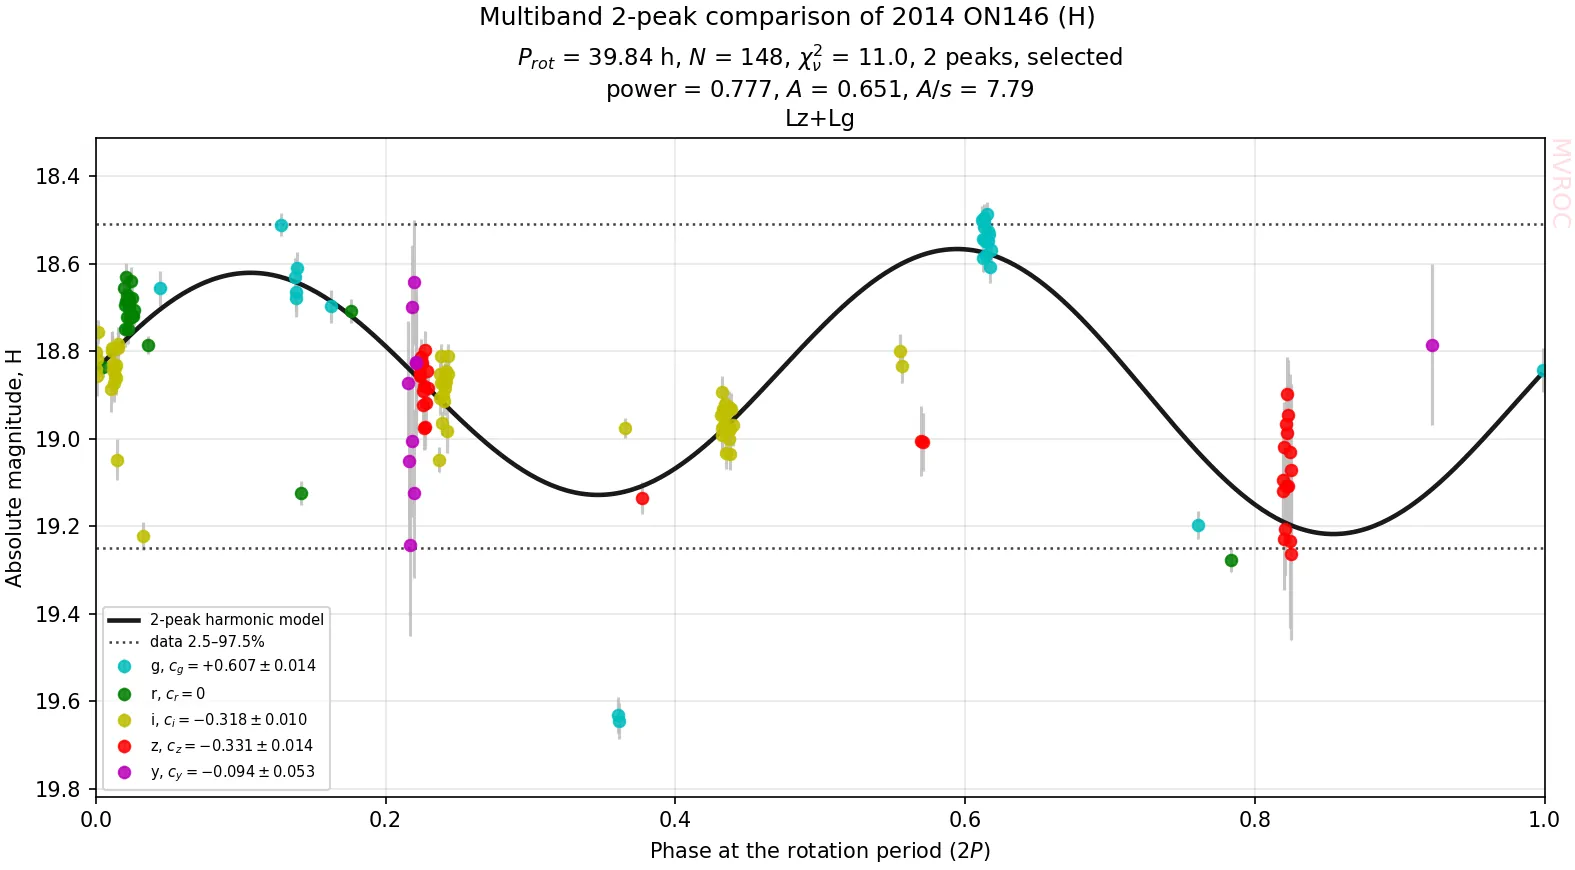 Multiband 2-peak comparison of 2014 ON146 (H)
P_rot = 39.84 h, N = 148, χ²_ν = 11.0, 2 peaks, selected
power = 0.777, A = 0.651, A/s = 7.79
Lz+Lg
MVROC
Absolute magnitude, H
18.4
18.6
18.8
19.0
19.2
19.4
19.6
19.8
2-peak harmonic model
data 2.5–97.5%
g, c_g = +0.607 ± 0.014
r, c_r = 0
i, c_i = −0.318 ± 0.010
z, c_z = −0.331 ± 0.014
y, c_y = −0.094 ± 0.053
0.0 0.2 0.4 0.6 0.8 1.0
Phase at the rotation period (2P)